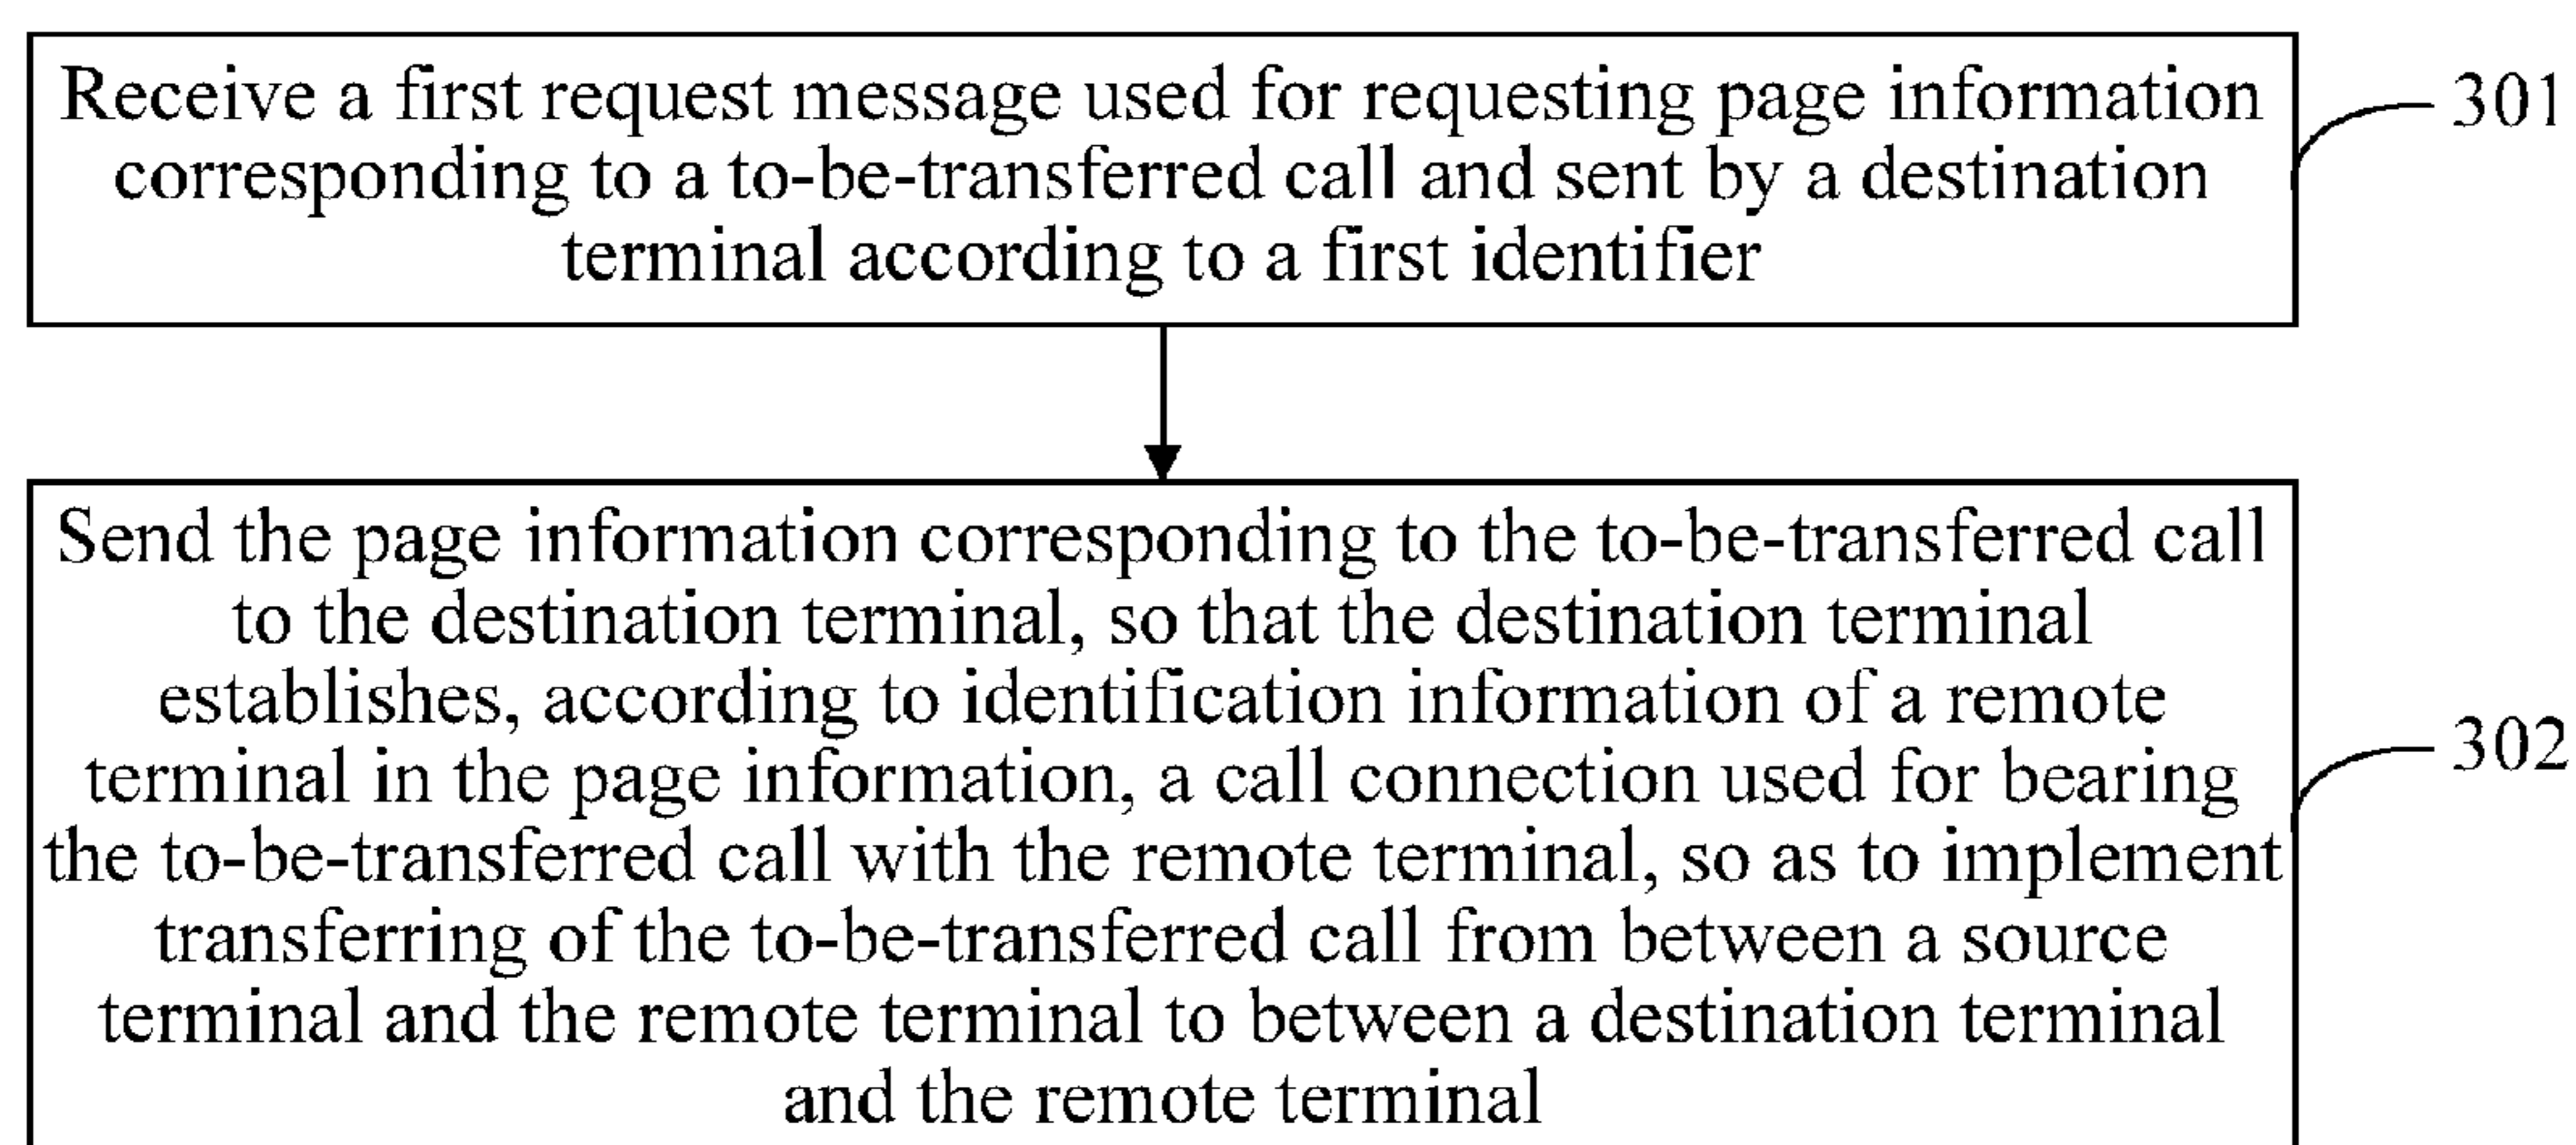 Receive a first request message used for requesting page information
corresponding to a to-be-transferred call and sent by a destination
terminal according to a first identifier
301
Send the page information corresponding to the to-be-transferred call
to the destination terminal, so that the destination terminal
establishes, according to identification information of a remote
terminal in the page information, a call connection used for bearing
the to-be-transferred call with the remote terminal, so as to implement
transferring of the to-be-transferred call from between a source
terminal and the remote terminal to between a destination terminal
and the remote terminal
302